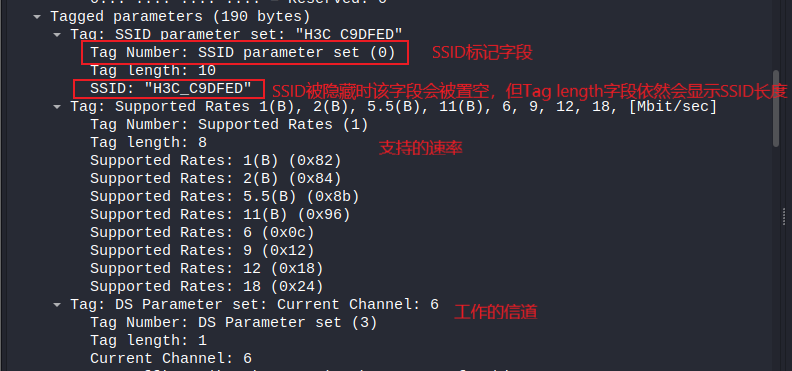 Tagged parameters (190 bytes)
Tag: SSID parameter set: "H3C_C9DFED"
Tag Number: SSID parameter set (0) SSID标记字段
Tag length: 10
SSID: "H3C_C9DFED" SSID被隐藏时该字段会被置空，但Tag length字段依然会显示SSID长度
Tag: Supported Rates 1(B), 2(B), 5.5(B), 11(B), 6, 9, 12, 18, [Mbit/sec]
Tag Number: Supported Rates (1)
Tag length: 8 支持的速率
Supported Rates: 1(B) (0x82)
Supported Rates: 2(B) (0x84)
Supported Rates: 5.5(B) (0x8b)
Supported Rates: 11(B) (0x96)
Supported Rates: 6 (0x0c)
Supported Rates: 9 (0x12)
Supported Rates: 12 (0x18)
Supported Rates: 18 (0x24)
Tag: DS Parameter set: Current Channel: 6 工作的信道
Tag Number: DS Parameter set (3)
Tag length: 1
Current Channel: 6